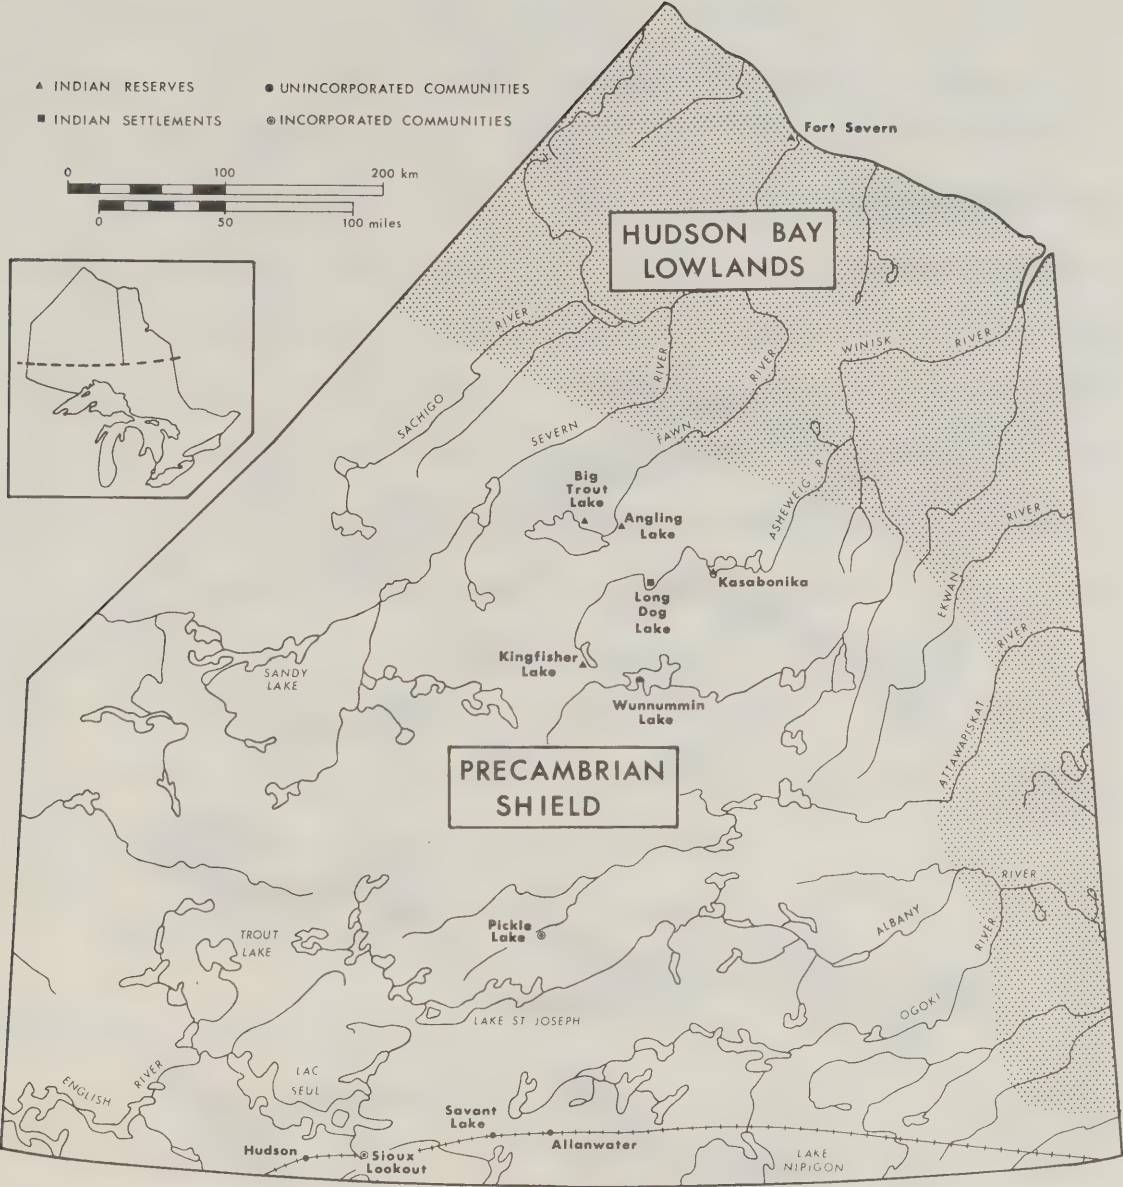 INDIAN RESERVES
UNINCORPORATED COMMUNITIES
INDIAN SETTLEMENTS
INCORPORATED COMMUNITIES
0 100 200 km
0 50 100 miles
Fort Severn
HUDSON BAY
LOWLANDS
RIVER
WINISK RIVER
RIVER
RIVER
SACHIGO
SEVERN
FAWN
Big
Trout
Lake
Angling
Lake
ASHEWEIG R
RIVER
Kasabonika
Long
Dog
Lake
EKWAN
RIVER
Kingfisher
Lake
SANDY
LAKE
Wunnummin
Lake
ATTAWAPISKAT
PRECAMBRIAN
SHIELD
RIVER
Pickle
Lake
ALBANY
TROUT
LAKE
RIVER
LAKE ST JOSEPH
OGOKI
LAC
SEUL
RIVER
ENGLISH
Savant
Lake
Allanwater
Hudson
Sioux
Lookout
LAKE
NIPIGON